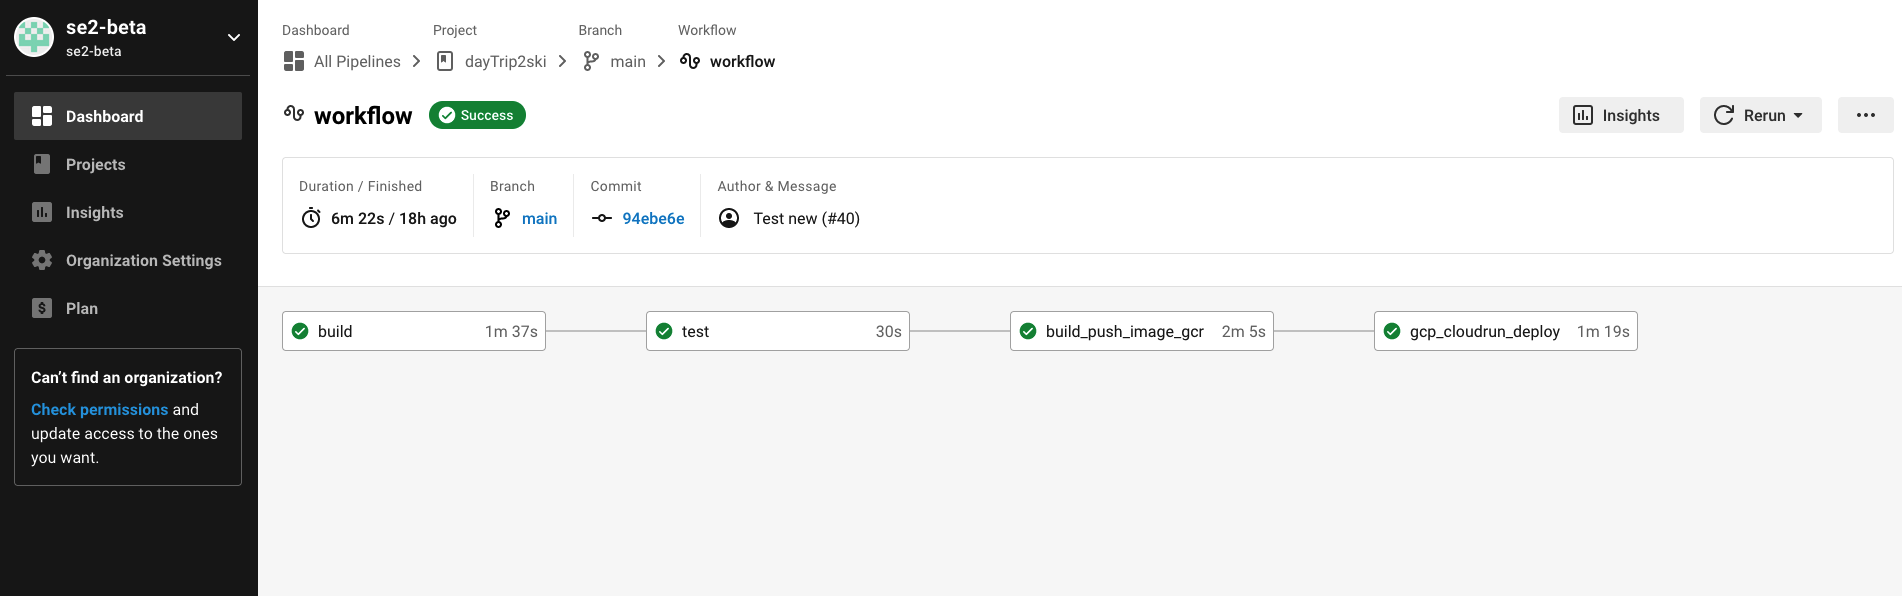 se2-beta
se2-beta
Dashboard
Projects
Insights
Organization Settings
Plan
Can't find an organization?
Check permissions and
update access to the ones
you want.
Dashboard Project Branch Workflow
All Pipelines dayTrip2ski main workflow
workflow Success Insights Rerun
Duration / Finished Branch Commit Author & Message
6m 22s / 18h ago main 94ebe6e Test new (#40)
build 1m 37s test 30s build_push_image_gcr 2m 5s gcp_cloudrun_deploy 1m 19s